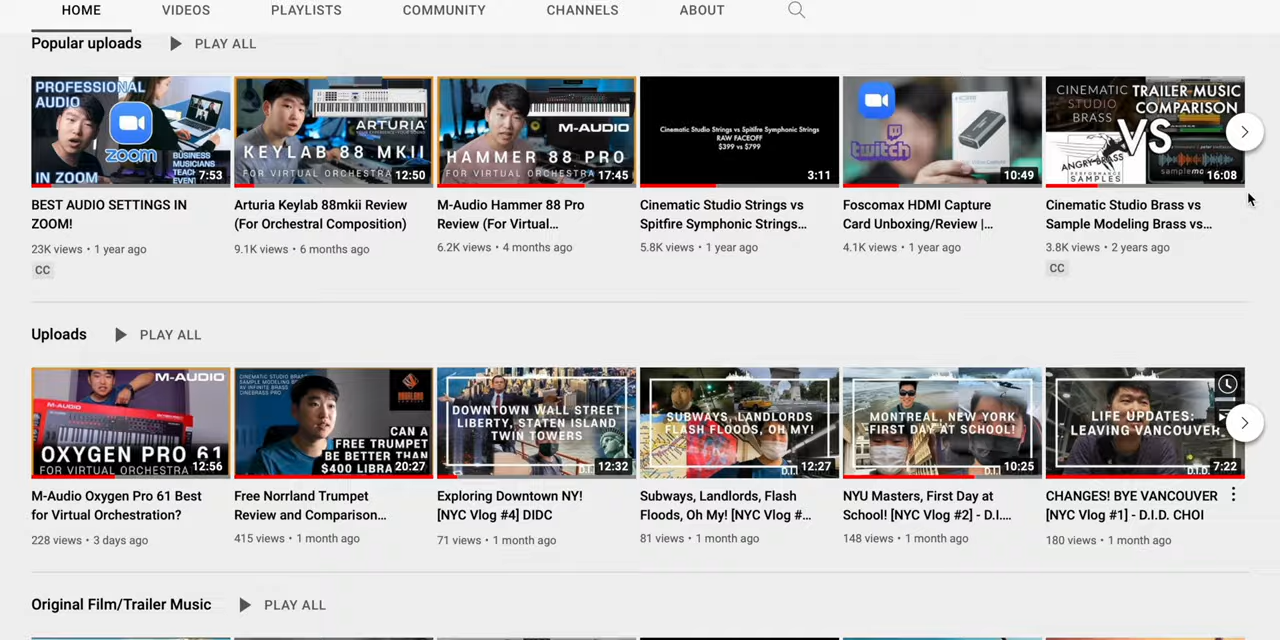 HOME VIDEOS PLAYLISTS COMMUNITY CHANNELS ABOUT
Popular uploads PLAY ALL
PROFESSIONAL
AUDIO
zoom
BUSINESS
MUSICIANS
IN ZOOM
7:53
ARTURIA
KEYLAB 88 MKII
FOR VIRTUAL ORCHESTRA
12:50
M-AUDIO
HAMMER 88 PRO
FOR VIRTUAL ORCHESTRA
17:45
Cinematic Studio Strings vs Spitfire Symphonic Strings
RAW FACEOFF
$399 vs $799
3:11
twitch
10:49
CINEMATIC
STUDIO
BRASS
TRAILER MUSIC
COMPARISON
VS
ANGRY BRASS
PERFORMANCE
SAMPLES
16:08
BEST AUDIO SETTINGS IN
ZOOM!
23K views • 1 year ago
CC
Arturia Keylab 88mkii Review
(For Orchestral Composition)
9.1K views • 6 months ago
M-Audio Hammer 88 Pro
Review (For Virtual...
6.2K views • 4 months ago
Cinematic Studio Strings vs
Spitfire Symphonic Strings...
5.8K views • 1 year ago
Foscomax HDMI Capture
Card Unboxing/Review |...
4.1K views • 1 year ago
Cinematic Studio Brass vs
Sample Modeling Brass vs...
3.8K views • 2 years ago
CC
Uploads PLAY ALL
M-AUDIO
M-AUDIO
OXYGEN PRO 61
FOR VIRTUAL ORCHESTRA
12:56
CINEMATIC STUDIO BRASS
SAMPLE MODELING BRASS
CAN A
FREE TRUMPET
BE BETTER THAN
$400 LIBRA
20:27
DOWNTOWN WALL STREET
LIBERTY, STATEN ISLAND
TWIN TOWERS
12:32
SUBWAYS, LANDLORDS
FLASH FLOODS, OH MY!
12:27
MONTREAL, NEW YORK
FIRST DAY AT SCHOOL!
10:25
LIFE UPDATES:
LEAVING VANCOUVER
7:22
M-Audio Oxygen Pro 61 Best
for Virtual Orchestration?
228 views • 3 days ago
Free Norrland Trumpet
Review and Comparison...
415 views • 1 month ago
Exploring Downtown NY!
[NYC Vlog #4] DIDC
71 views • 1 month ago
Subways, Landlords, Flash
Floods, Oh My! [NYC Vlog #...
81 views • 1 month ago
NYU Masters, First Day at
School! [NYC Vlog #2] - D.I....
148 views • 1 month ago
CHANGES! BYE VANCOUVER
[NYC Vlog #1] - D.I.D. CHOI
180 views • 1 month ago
Original Film/Trailer Music PLAY ALL